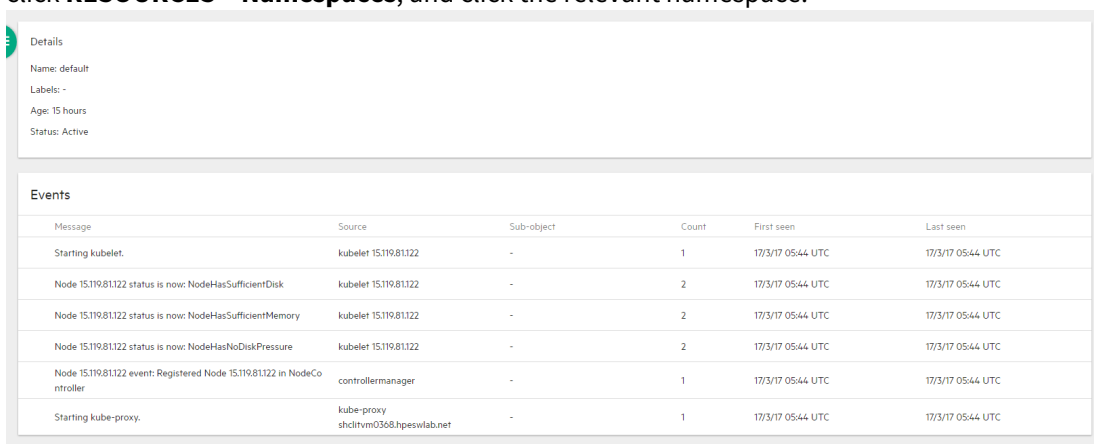 click RESOURCES > Namespaces, and click the relevant namespace.
Details
Name: default
Labels: -
Age: 15 hours
Status: Active
Events
Message Source Sub-object Count First seen Last seen
Starting kubelet. kubelet 15.119.81.122 - 1 17/3/17 05:44 UTC 17/3/17 05:44 UTC
Node 15.119.81.122 status is now: NodeHasSufficientDisk kubelet 15.119.81.122 - 2 17/3/17 05:44 UTC 17/3/17 05:44 UTC
Node 15.119.81.122 status is now: NodeHasSufficientMemory kubelet 15.119.81.122 - 2 17/3/17 05:44 UTC 17/3/17 05:44 UTC
Node 15.119.81.122 status is now: NodeHasNoDiskPressure kubelet 15.119.81.122 - 2 17/3/17 05:44 UTC 17/3/17 05:44 UTC
Node 15.119.81.122 event: Registered Node 15.119.81.122 in NodeCo
ntroller controllermanager - 1 17/3/17 05:44 UTC 17/3/17 05:44 UTC
Starting kube-proxy. kube-proxy
shclitvm0368.hpeswlab.net - 1 17/3/17 05:44 UTC 17/3/17 05:44 UTC